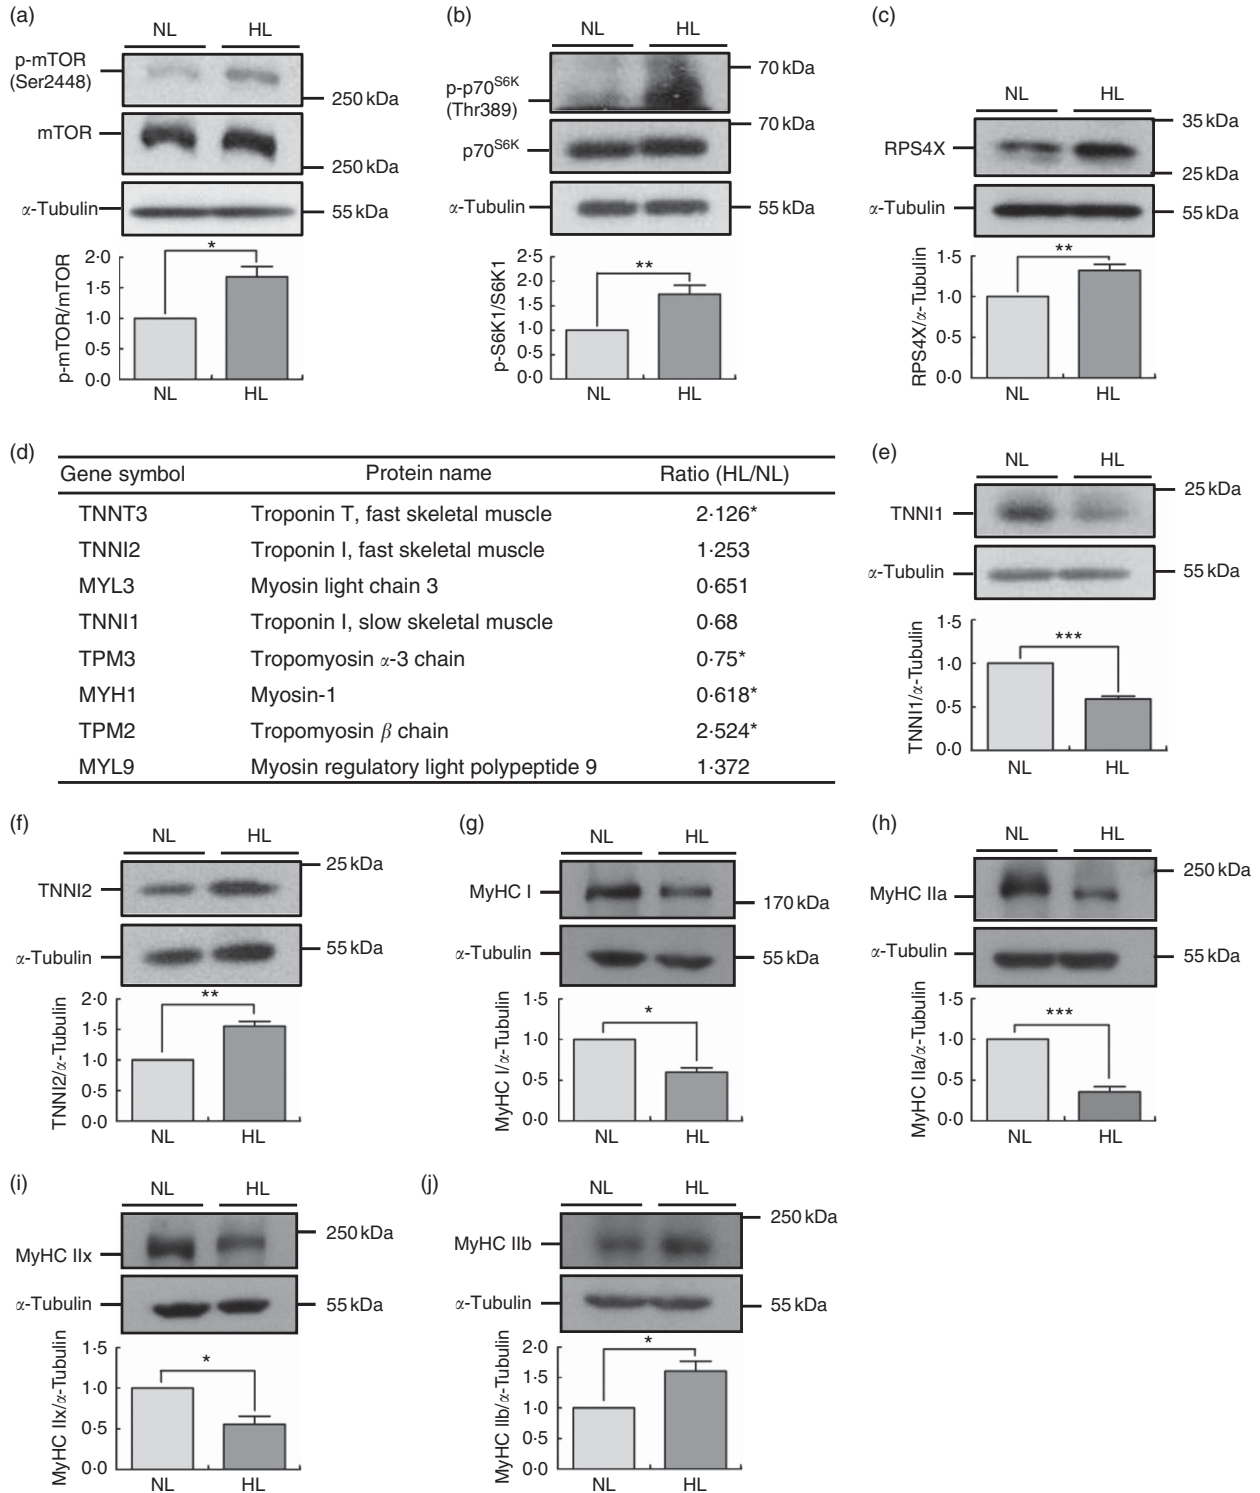 (a)
NL HL
p-mTOR
(Ser2448)
250 kDa
mTOR
250 kDa
α-Tubulin
55 kDa
*
p-mTOR/mTOR
2·0
1·5
1·0
0·5
0·0
NL HL
(b)
NL HL
70 kDa
p-p70S6K
(Thr389)
70 kDa
p70S6K
α-Tubulin
55 kDa
**
p-S6K1/S6K1
2·5
2·0
1·5
1·0
0·5
0·0
NL HL
(c)
NL HL
35 kDa
RPS4X
25 kDa
α-Tubulin
55 kDa
**
RPS4X/α-Tubulin
1·5
1·0
0·5
0·0
NL HL
(d)
Gene symbol Protein name Ratio (HL/NL)
TNNT3 Troponin T, fast skeletal muscle 2·126*
TNNI2 Troponin I, fast skeletal muscle 1·253
MYL3 Myosin light chain 3 0·651
TNNI1 Troponin I, slow skeletal muscle 0·68
TPM3 Tropomyosin α-3 chain 0·75*
MYH1 Myosin-1 0·618*
TPM2 Tropomyosin β chain 2·524*
MYL9 Myosin regulatory light polypeptide 9 1·372
(e)
NL HL
25 kDa
TNNI1
α-Tubulin
55 kDa
***
TNNI1/α-Tubulin
1·5
1·0
0·5
0·0
NL HL
(f)
NL HL
25 kDa
TNNI2
α-Tubulin
55 kDa
**
TNNI2/α-Tubulin
2·0
1·5
1·0
0·5
0·0
NL HL
(g)
NL HL
MyHC I
170 kDa
α-Tubulin
55 kDa
*
MyHC I/α-Tubulin
1·5
1·0
0·5
0·0
NL HL
(h)
NL HL
250 kDa
MyHC IIa
α-Tubulin
55 kDa
***
MyHC IIa/α-Tubulin
1·5
1·0
0·5
0·0
NL HL
(i)
NL HL
250 kDa
MyHC IIx
α-Tubulin
55 kDa
*
MyHC IIx/α-Tubulin
1·5
1·0
0·5
0·0
NL HL
(j)
NL HL
250 kDa
MyHC IIb
α-Tubulin
55 kDa
*
MyHC IIb/α-Tubulin
2·0
1·5
1·0
0·5
0·0
NL HL